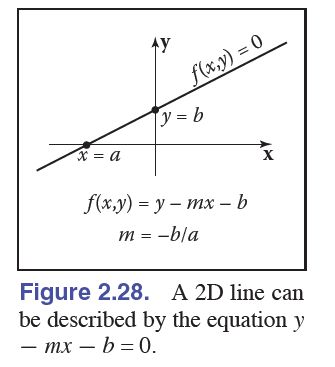 y
f(x,y) = 0
y = b
x = a
x
f(x,y) = y – mx – b
m = –b/a
Figure 2.28. A 2D line can
be described by the equation y
– mx – b = 0.